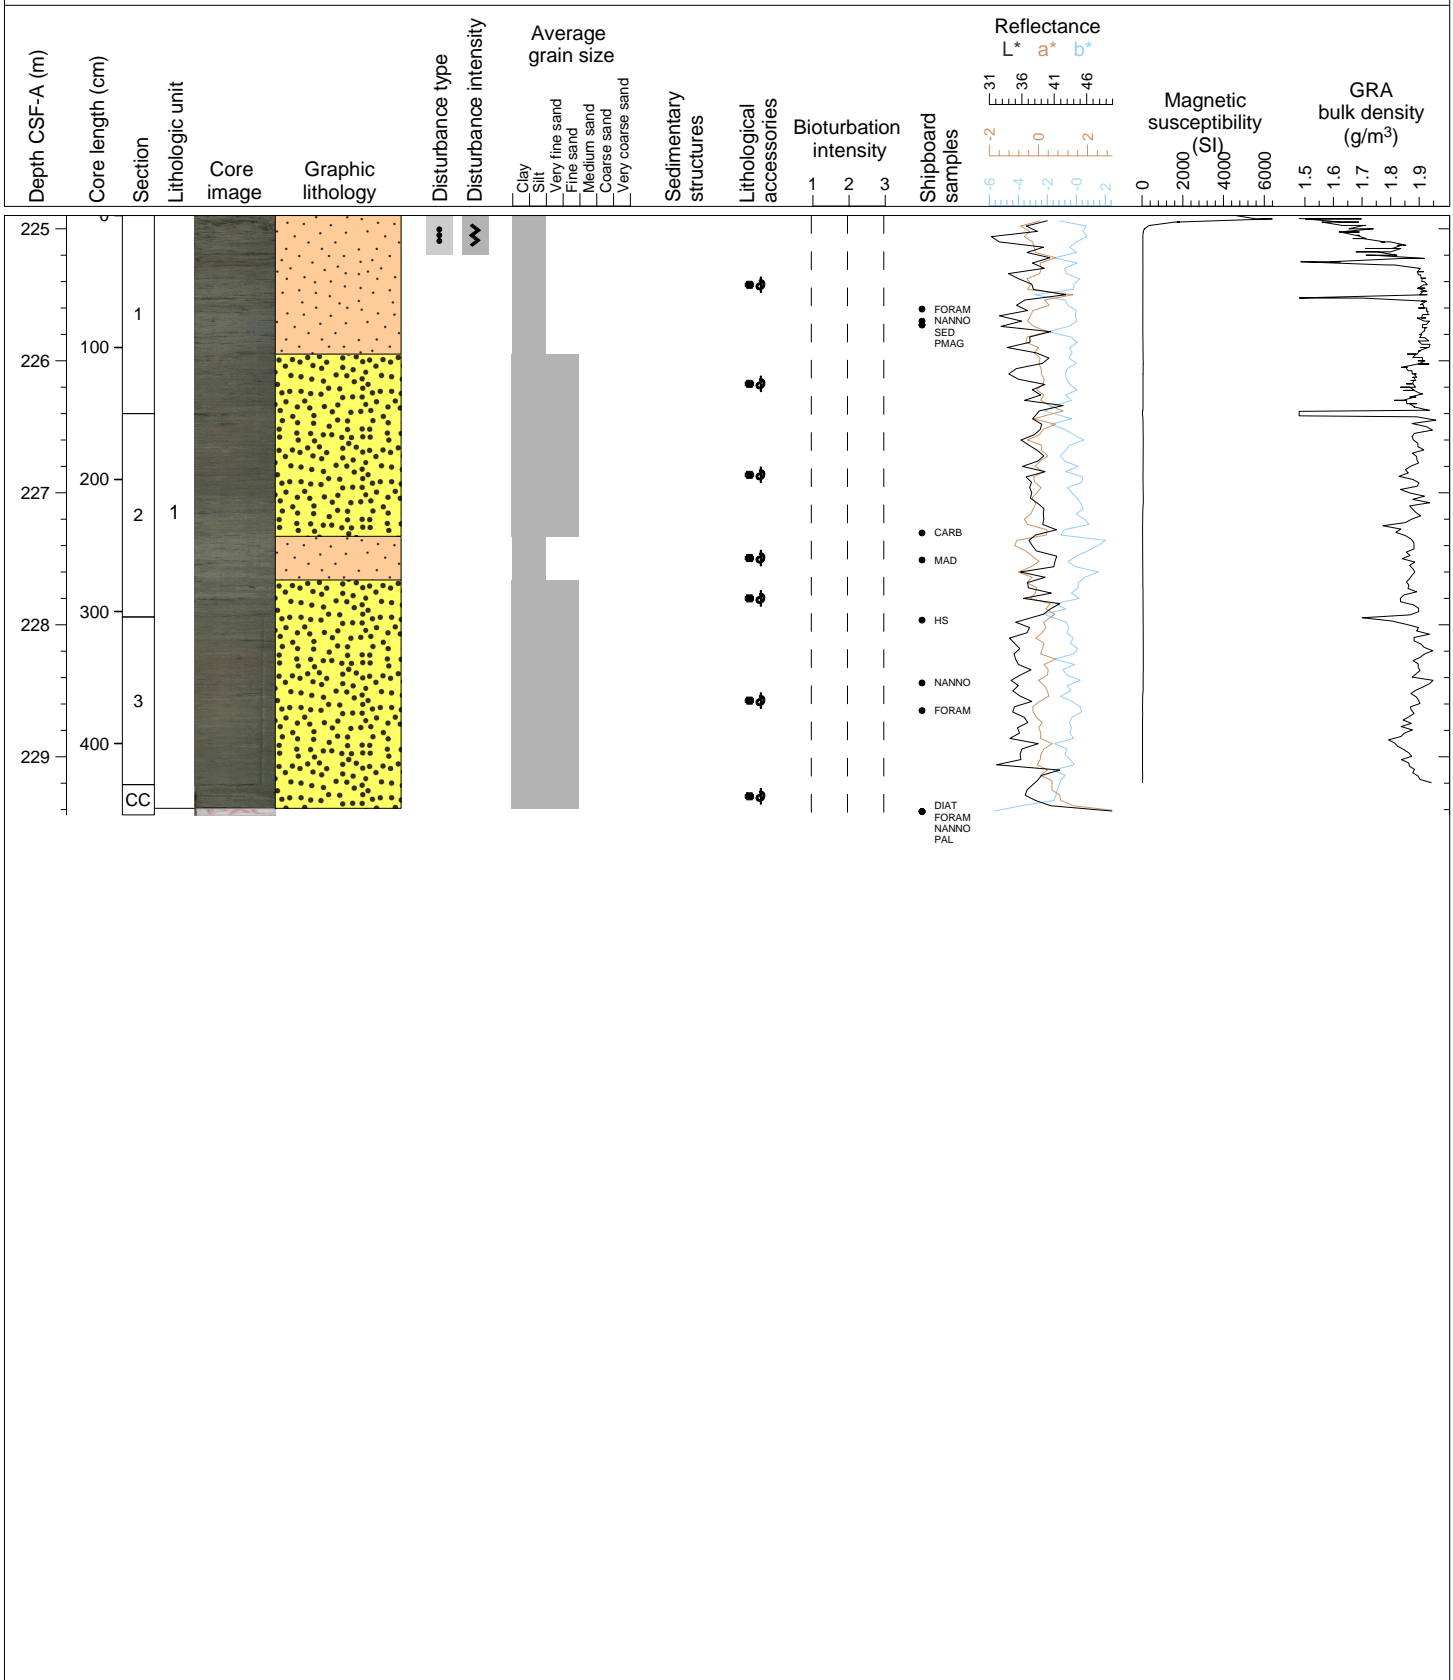 Depth CSF-A (m)
Core length (cm)
Section
Lithologic unit
Core
image
Graphic
lithology
Disturbance type
Disturbance intensity
Average
grain size
Clay
Silt
Very fine sand
Fine sand
Medium sand
Coarse sand
Very coarse sand
Sedimentary
structures
Lithological
accessories
Bioturbation
intensity
1 2 3
Shipboard
samples
Reflectance
L* a* b*
31 36 41 46
-2 0 2
-6 -4 -2 -0 2
Magnetic
susceptibility
(SI)
0 2000 4000 6000
GRA
bulk density
(g/m3)
1.5 1.6 1.7 1.8 1.9
225
226
227
228
229
0
100
200
300
400
1
2
3
CC
1
FORAM
NANNO
SED
PMAG
CARB
MAD
HS
NANNO
FORAM
DIAT
FORAM
NANNO
PAL